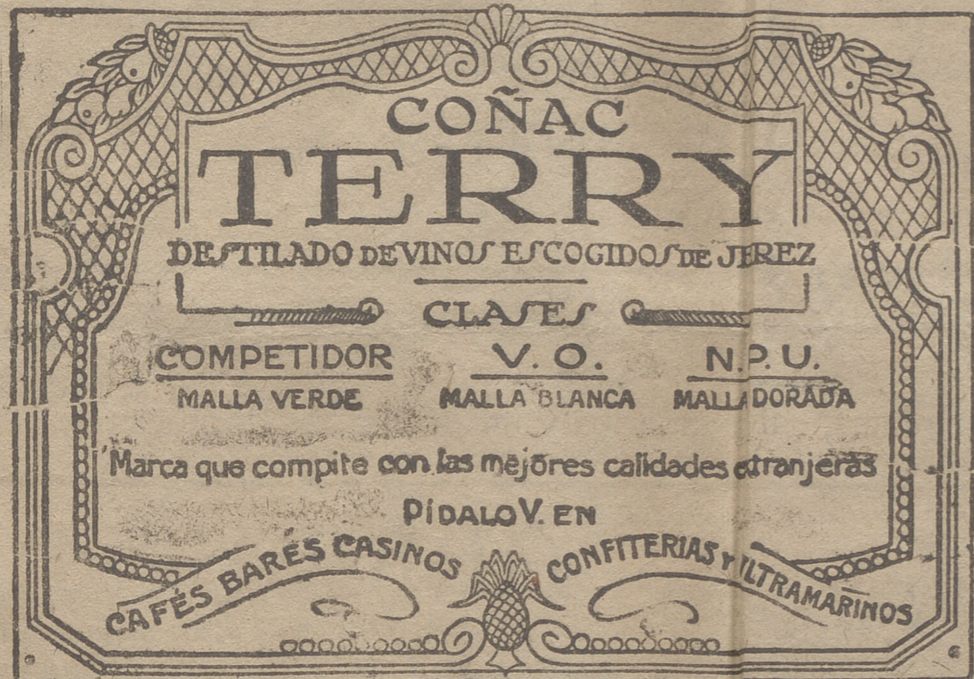 COÑAC
TERRY
DESTILADO DE VINOS ESCOGIDOS DE JEREZ
CLASES
COMPETIDOR V. O. N.P.U.
MALLA VERDE MALLA BLANCA MALLA DORADA
Marca que compite con las mejores calidades etranjeras
PÍDALO V. EN
CAFÉS BARES CASINOS CONFITERIAS Y ULTRAMARINOS